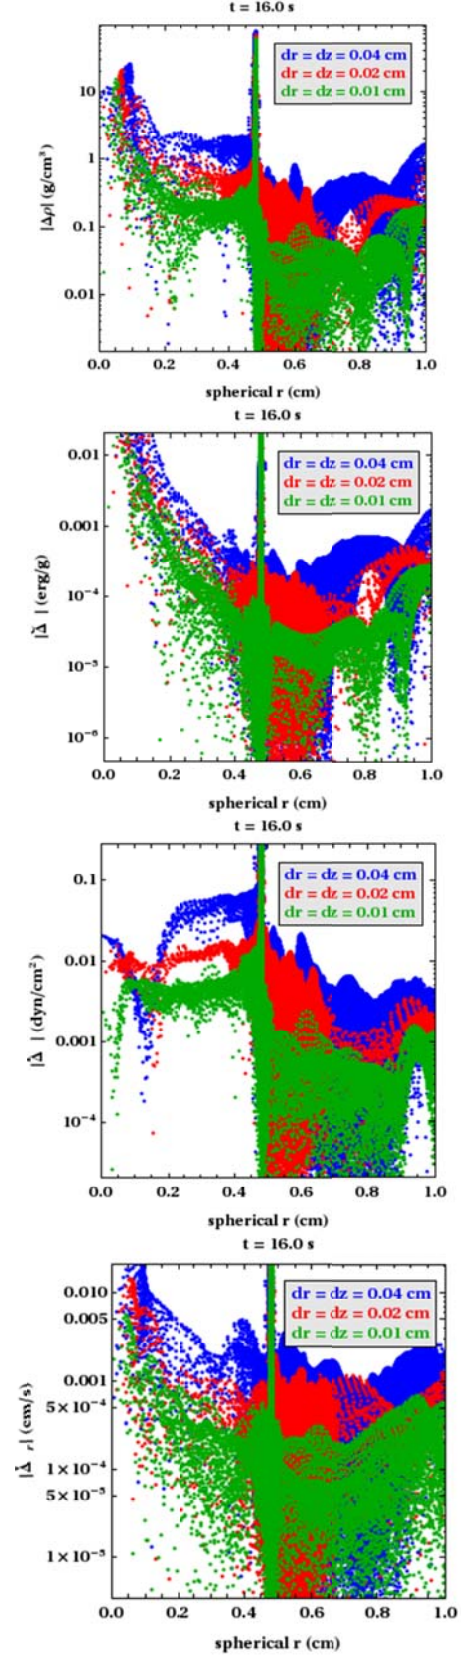 t = 16.0 s
dr = dz = 0.04 cm
dr = dz = 0.02 cm
dr = dz = 0.01 cm
10
1
0.1
0.01
|Δρ| (g/cm³)
0.0 0.2 0.4 0.6 0.8 1.0
spherical r (cm)
t = 16.0 s
dr = dz = 0.04 cm
dr = dz = 0.02 cm
dr = dz = 0.01 cm
0.01
0.001
10⁻⁴
10⁻⁵
10⁻⁶
|Δ | (erg/g)
0.0 0.2 0.4 0.6 0.8 1.0
spherical r (cm)
t = 16.0 s
dr = dz = 0.04 cm
dr = dz = 0.02 cm
dr = dz = 0.01 cm
0.1
0.01
0.001
10⁻⁴
|Δ | (dyn/cm²)
0.0 0.2 0.4 0.6 0.8 1.0
spherical r (cm)
t = 16.0 s
dr = dz = 0.04 cm
dr = dz = 0.02 cm
dr = dz = 0.01 cm
0.010
0.005
0.001
5×10⁻⁴
1×10⁻⁴
5×10⁻⁵
1×10⁻⁵
|Δ r| (cm/s)
0.0 0.2 0.4 0.6 0.8 1.0
spherical r (cm)